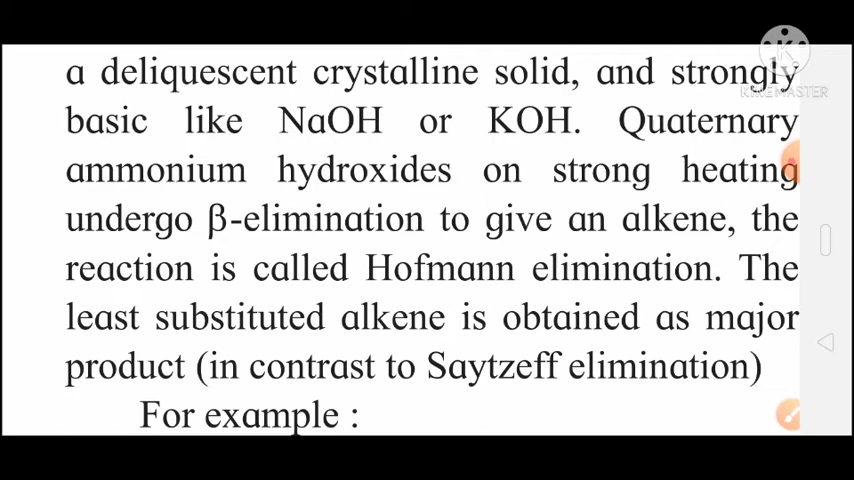 a deliquescent crystalline solid, and strongly
KINEMASTER
basic like NaOH or KOH. Quaternary
ammonium hydroxides on strong heating
undergo β-elimination to give an alkene, the
reaction is called Hofmann elimination. The
least substituted alkene is obtained as major
product (in contrast to Saytzeff elimination)
For example :